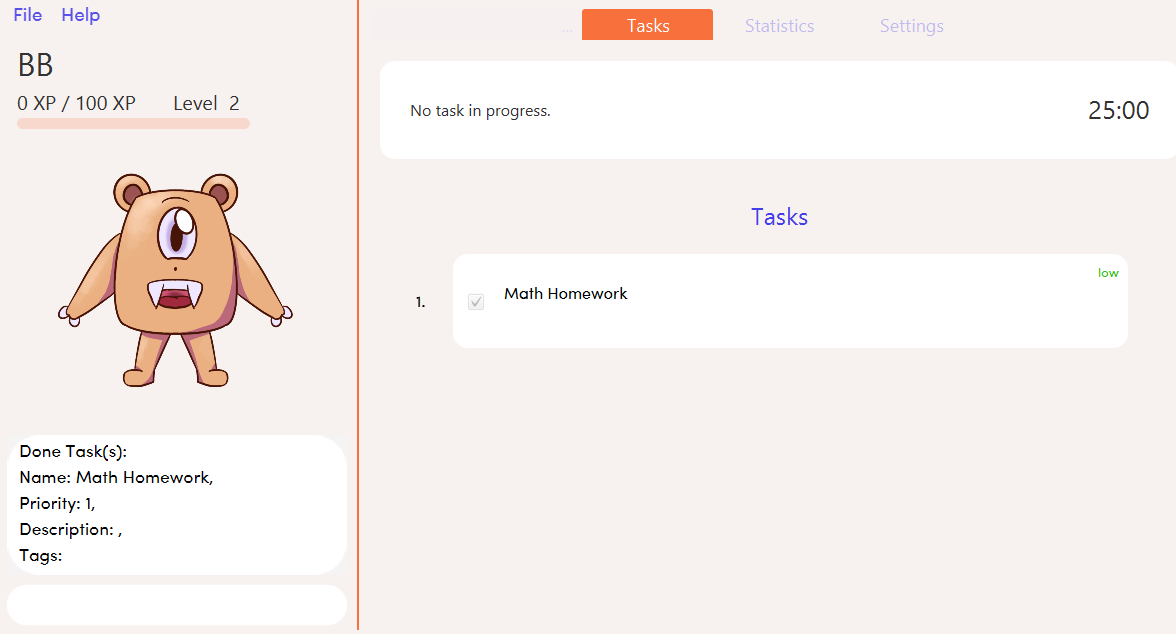 File Help
BB
0 XP / 100 XP Level 2
Done Task(s):
Name: Math Homework,
Priority: 1,
Description: ,
Tags:
... Tasks Statistics Settings
No task in progress. 25:00
Tasks
low
1. Math Homework